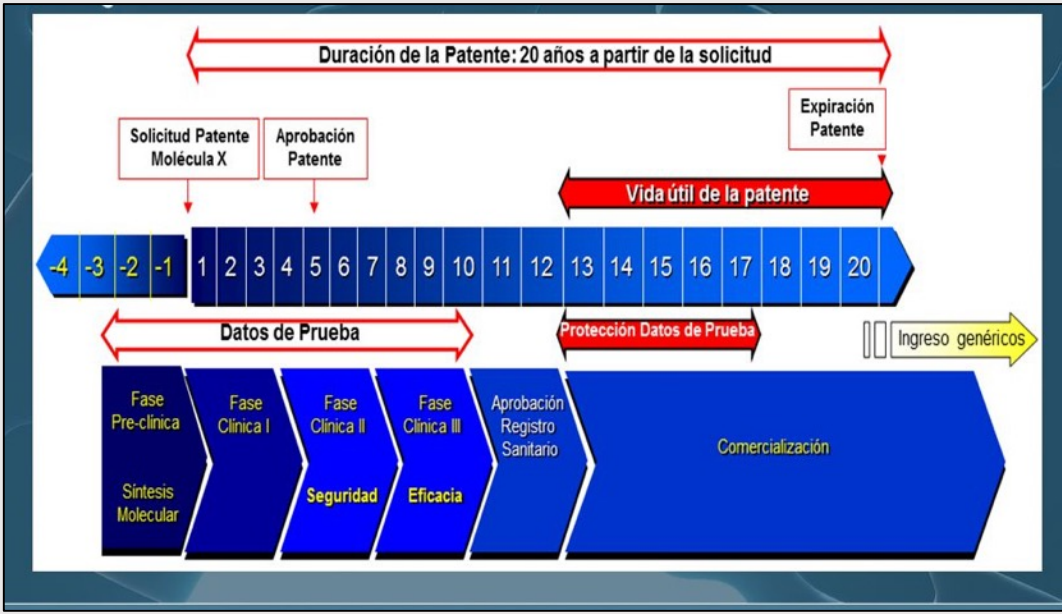 Duración de la Patente: 20 años a partir de la solicitud
Solicitud Patente
Molécula X
Aprobación
Patente
Expiración
Patente
Vida útil de la patente
-4 -3 -2 -1 1 2 3 4 5 6 7 8 9 10 11 12 13 14 15 16 17 18 19 20
Datos de Prueba
Protección Datos de Prueba
Ingreso genéricos
Fase
Pre-clínica
Síntesis
Molecular
Fase
Clínica I
Fase
Clínica II
Seguridad
Fase
Clínica III
Eficacia
Aprobación
Registro
Sanitario
Comercialización